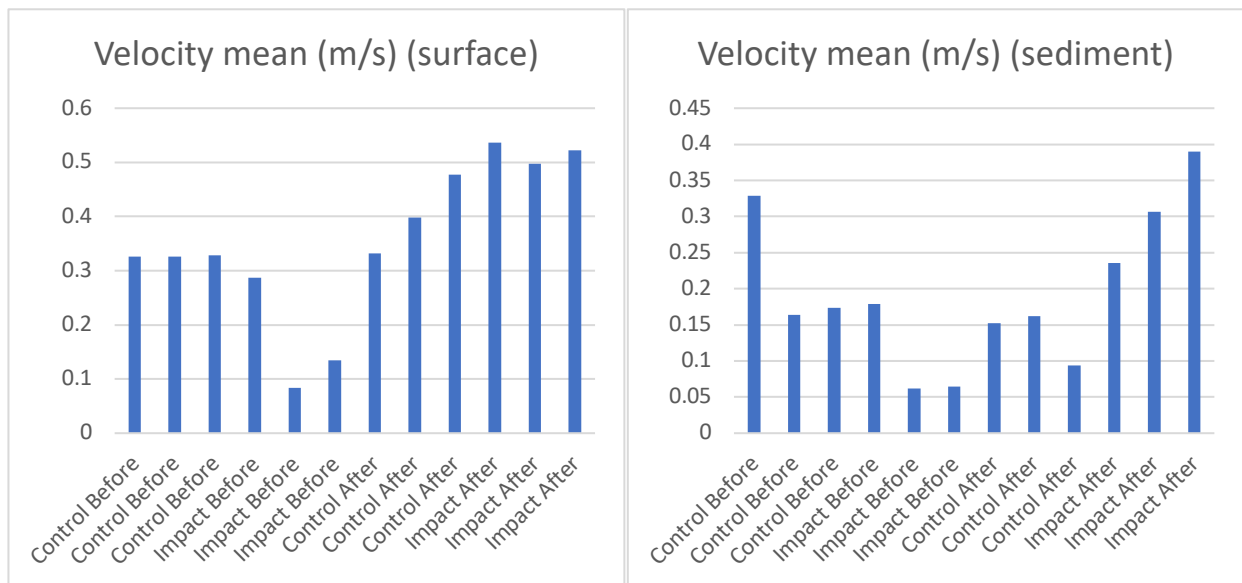 Velocity mean (m/s) (surface)
0.6
0.5
0.4
0.3
0.2
0.1
0
Control Before
Control Before
Control Before
Impact Before
Impact Before
Impact Before
Control After
Control After
Control After
Impact After
Impact After
Impact After
Velocity mean (m/s) (sediment)
0.45
0.4
0.35
0.3
0.25
0.2
0.15
0.1
0.05
0
Control Before
Control Before
Control Before
Impact Before
Impact Before
Impact Before
Control After
Control After
Control After
Impact After
Impact After
Impact After